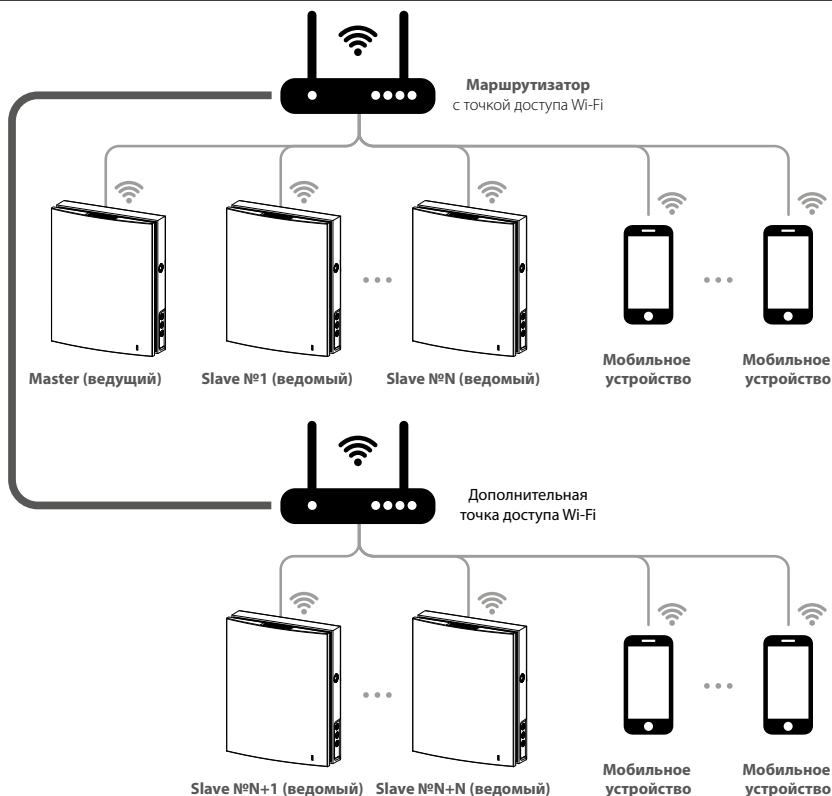 Маршрутизатор
с точкой доступа Wi-Fi
Master (ведущий)
Slave №1 (ведомый)
Slave №N (ведомый)
Мобильное
устройство
Мобильное
устройство
Дополнительная
точка доступа Wi-Fi
Slave №N+1 (ведомый)
Slave №N+N (ведомый)
Мобильное
устройство
Мобильное
устройство